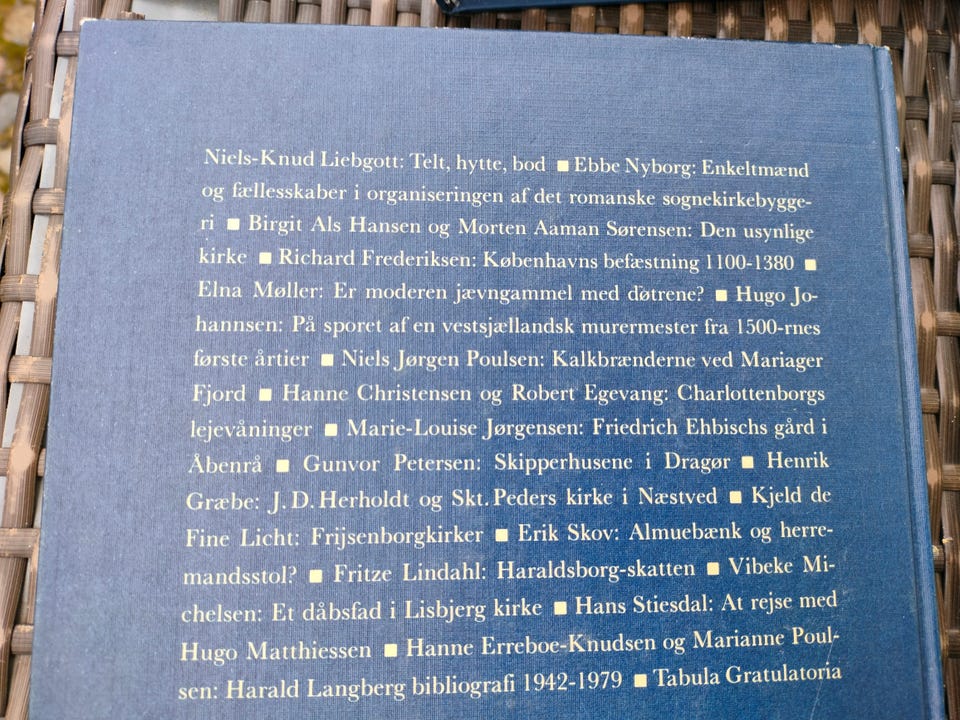 Niels-Knud Liebgott: Telt, hytte, bod ■ Ebbe Nyborg: Enkeltmænd
og fællesskaber i organiseringen af det romanske sognekirkebygge-
ri ■ Birgit Als Hansen og Morten Aaman Sørensen: Den usynlige
kirke ■ Richard Frederiksen: Københavns befæstning 1100-1380 ■
Elna Møller: Er moderen jævngammel med døtrene? ■ Hugo Jo-
hannsen: På sporet af en vestsjællandsk murermester fra 1500-rnes
første årtier ■ Niels Jørgen Poulsen: Kalkbrænderne ved Mariager
Fjord ■ Hanne Christensen og Robert Egevang: Charlottenborgs
lejevåninger ■ Marie-Louise Jørgensen: Friedrich Ehbischs gård i
Åbenrå ■ Gunvor Petersen: Skipperhusene i Dragør ■ Henrik
Græbe: J.D. Herholdt og Skt. Peders kirke i Næstved ■ Kjeld de
Fine Licht: Frijsenborgkirker ■ Erik Skov: Almuebænk og herre-
mandsstol? ■ Fritze Lindahl: Haraldsborg-skatten ■ Vibeke Mi-
chelsen: Et dåbsfad i Lisbjerg kirke ■ Hans Stiesdal: At rejse med
Hugo Matthiessen ■ Hanne Erreboe-Knudsen og Marianne Poul-
sen: Harald Langberg bibliografi 1942-1979 ■ Tabula Gratulatoria